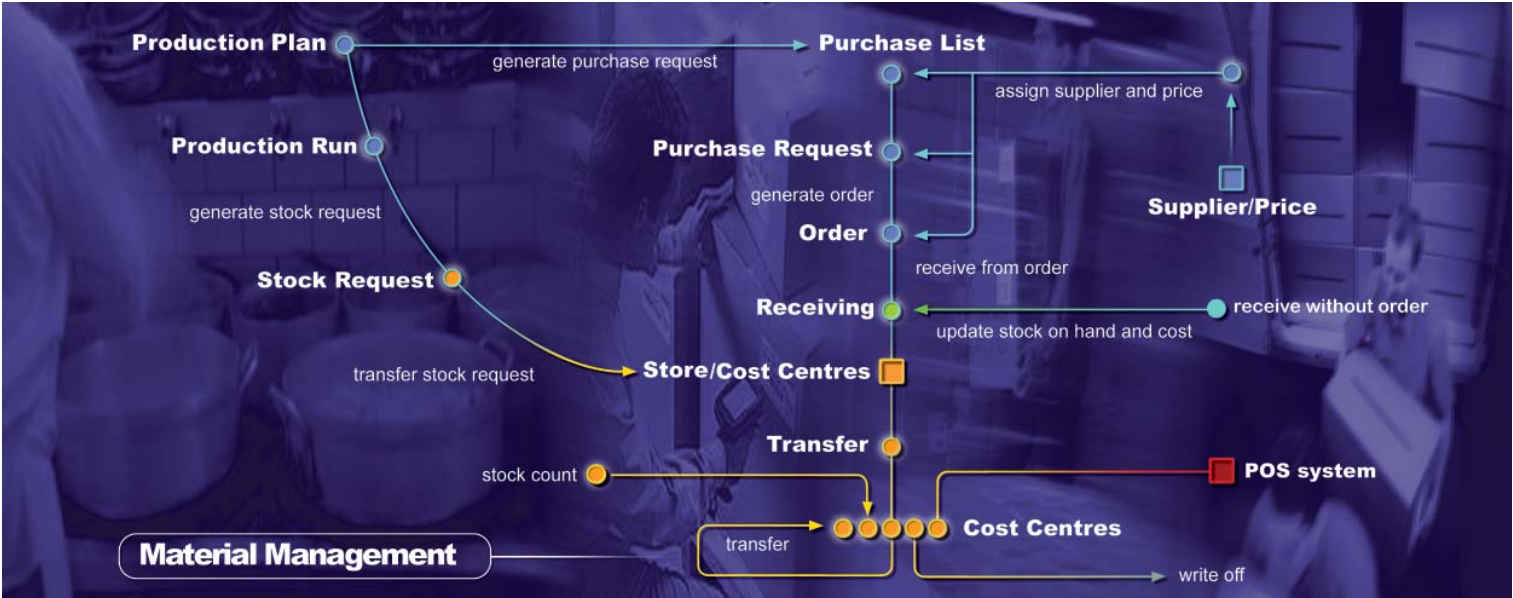 Production Plan
generate purchase request
Purchase List
assign supplier and price
Production Run
Purchase Request
generate order
Supplier/Price
generate stock request
Order
receive from order
Stock Request
Receiving
receive without order
update stock on hand and cost
transfer stock request
Store/Cost Centres
Transfer
stock count
POS system
Cost Centres
transfer
Material Management
write off